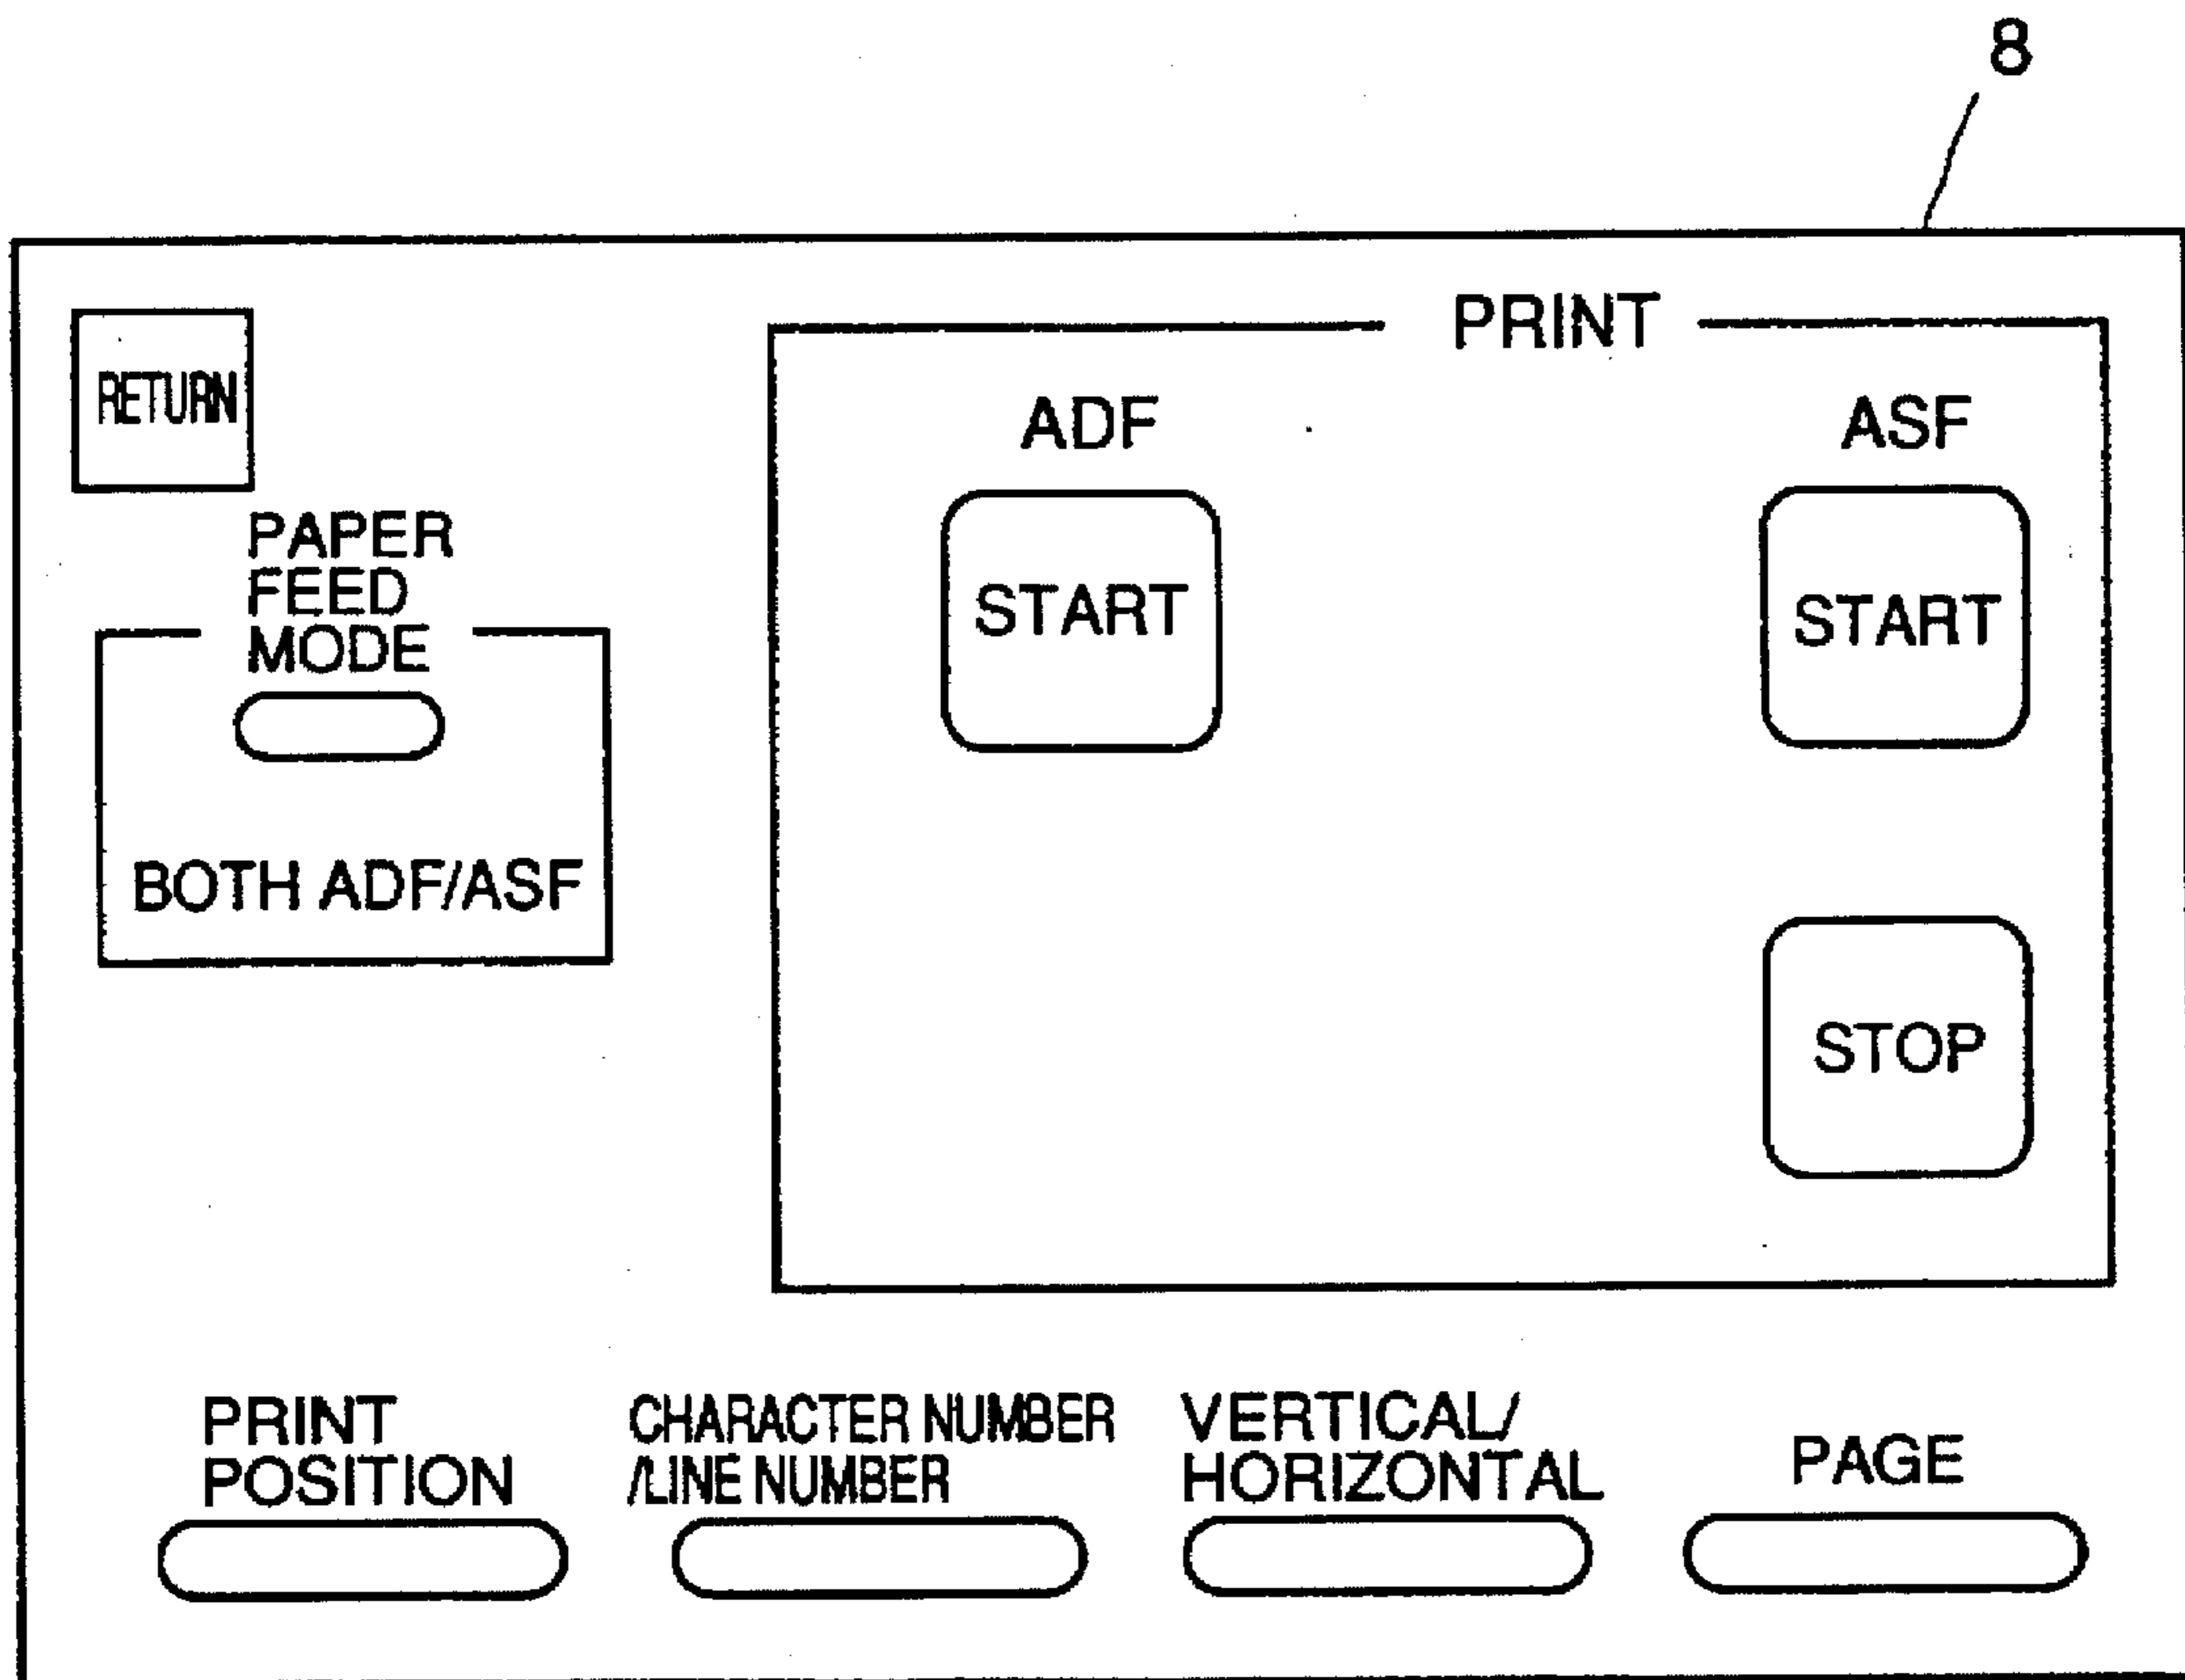 8
RETURN
PAPER
FEED
MODE
BOTH ADF/ASF
PRINT
ADF
ASF
START
START
STOP
PRINT
POSITION
CHARACTER NUMBER
/LINE NUMBER
VERTICAL/
HORIZONTAL
PAGE